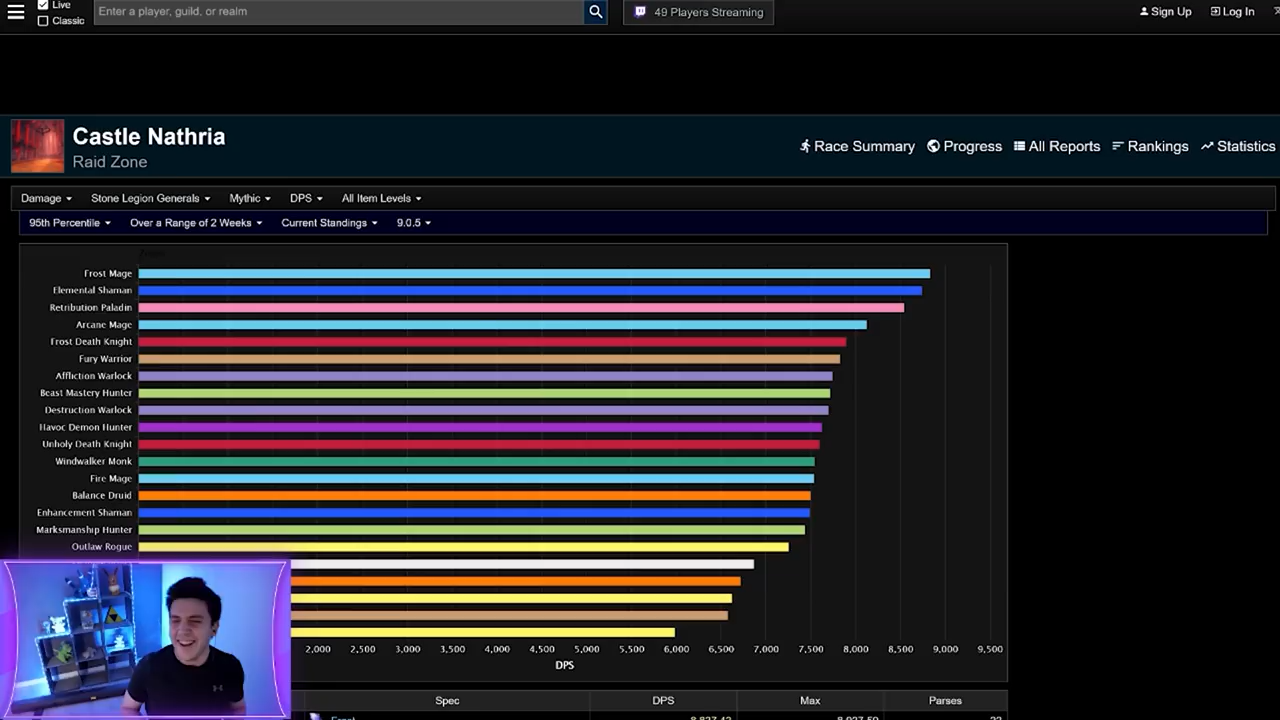 Live
Classic
Enter a player, guild, or realm
49 Players Streaming
Sign Up
Log In
Castle Nathria
Raid Zone
Race Summary
Progress
All Reports
Rankings
Statistics
Damage
Stone Legion Generals
Mythic
DPS
All Item Levels
95th Percentile
Over a Range of 2 Weeks
Current Standings
9.0.5
Frost Mage
Elemental Shaman
Retribution Paladin
Arcane Mage
Frost Death Knight
Fury Warrior
Affliction Warlock
Beast Mastery Hunter
Destruction Warlock
Havoc Demon Hunter
Unholy Death Knight
Windwalker Monk
Fire Mage
Balance Druid
Enhancement Shaman
Marksmanship Hunter
Outlaw Rogue
2,000 2,500 3,000 3,500 4,000 4,500 5,000 5,500 6,000 6,500 7,000 7,500 8,000 8,500 9,000 9,500
DPS
Spec DPS Max Parses